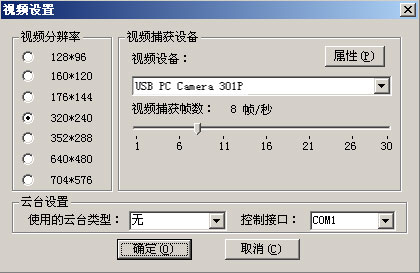 视频设置
视频分辨率
128*96
160*120
176*144
320*240
352*288
640*480
704*576
视频捕获设备
视频设备：
属性(P)
USB PC Camera 301P
视频捕获帧数： 8 帧/秒
1 6 11 16 21 26 30
云台设置
使用的云台类型： 无 控制接口： COM1
确定(O) 取消(C)